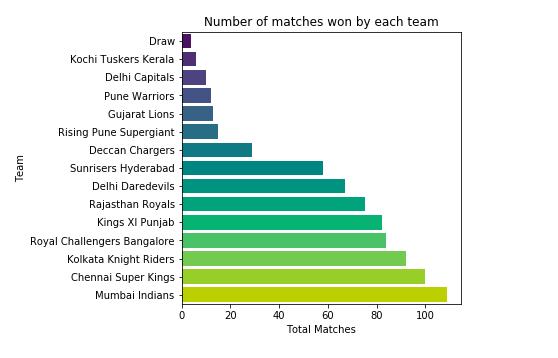 Number of matches won by each team
Team
Draw
Kochi Tuskers Kerala
Delhi Capitals
Pune Warriors
Gujarat Lions
Rising Pune Supergiant
Deccan Chargers
Sunrisers Hyderabad
Delhi Daredevils
Rajasthan Royals
Kings XI Punjab
Royal Challengers Bangalore
Kolkata Knight Riders
Chennai Super Kings
Mumbai Indians
0 20 40 60 80 100
Total Matches